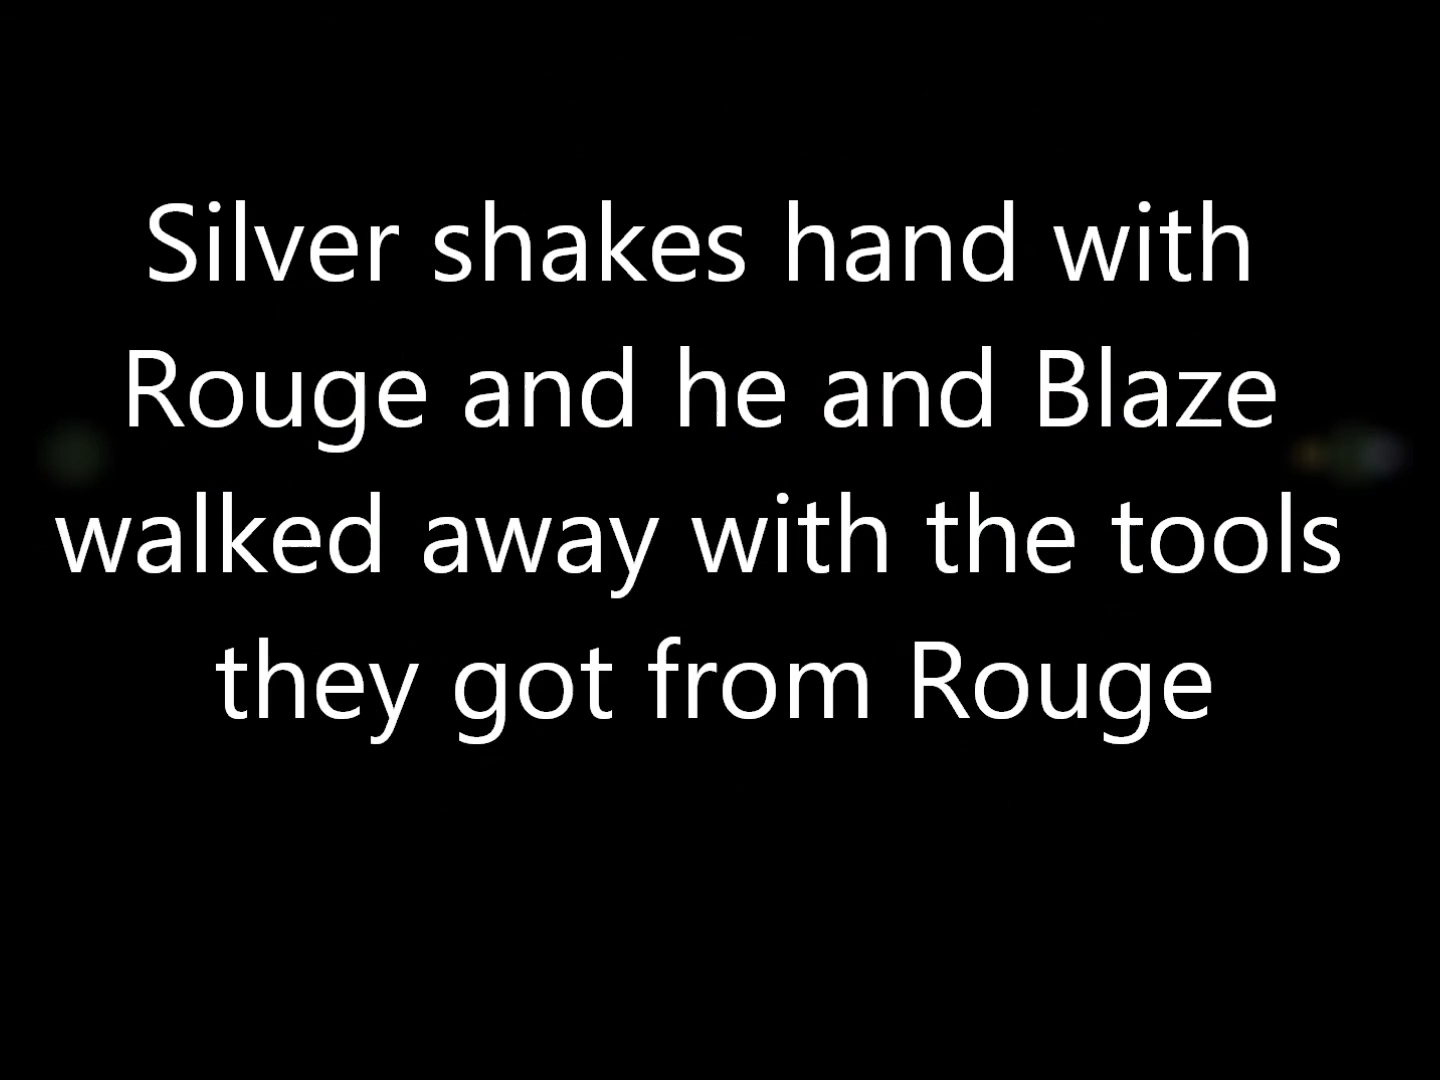 Silver shakes hand with
Rouge and he and Blaze
walked away with the tools
they got from Rouge